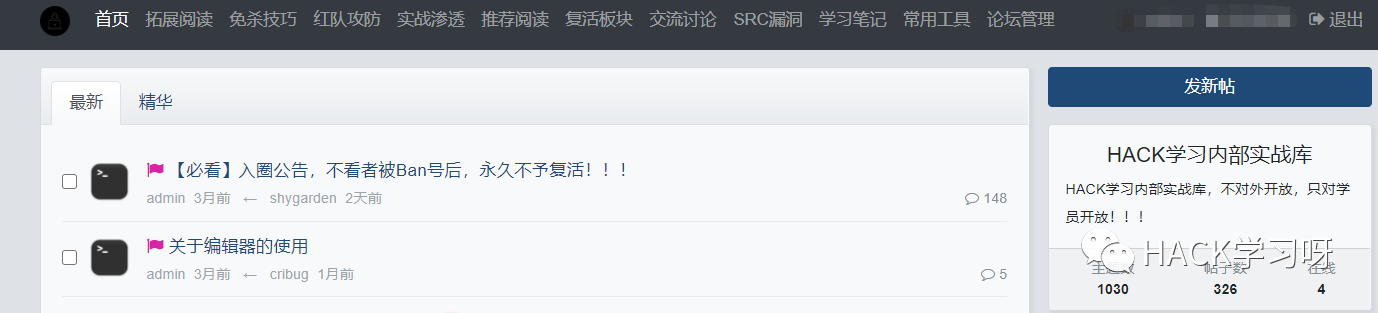 首页 拓展阅读 免杀技巧 红队攻防 实战渗透 推荐阅读 复活板块 交流讨论 SRC漏洞 学习笔记 常用工具 论坛管理 退出
最新 精华
发新帖
【必看】入圈公告，不看者被Ban号后，永久不予复活！！！
admin 3月前 ← shygarden 2天前 148
关于编辑器的使用
admin 3月前 ← cribug 1月前 5
HACK学习内部实战库
HACK学习内部实战库，不对外开放，只对学
员开放！！！
HACK学习呀
主题数 帖子数 在线
1030 326 4